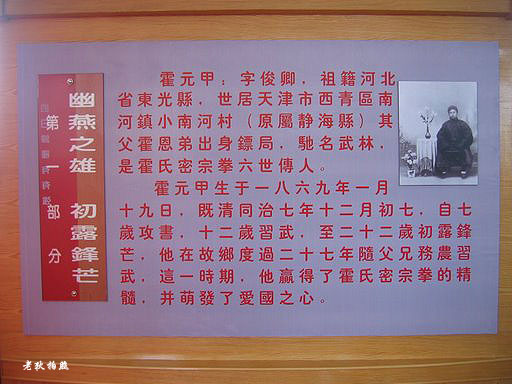 幽燕之雄 初露鋒芒
第一部分
霍元甲：字俊卿，祖籍河北
省東光縣，世居天津市西青區南
河鎮小南河村（原屬静海縣）其
父霍恩弟出身鏢局，馳名武林，
是霍氏密宗拳六世傳人。
霍元甲生于一八六九年一月
十九日，既清同治七年十二月初七，自七
歲攻書，十二歲習武，至二十二歲初露鋒
芒，他在故鄉度過二十七年隨父兄務農習
武，這一時期，他贏得了霍氏密宗拳的精
髓，并萌發了愛國之心。
老狄拍照